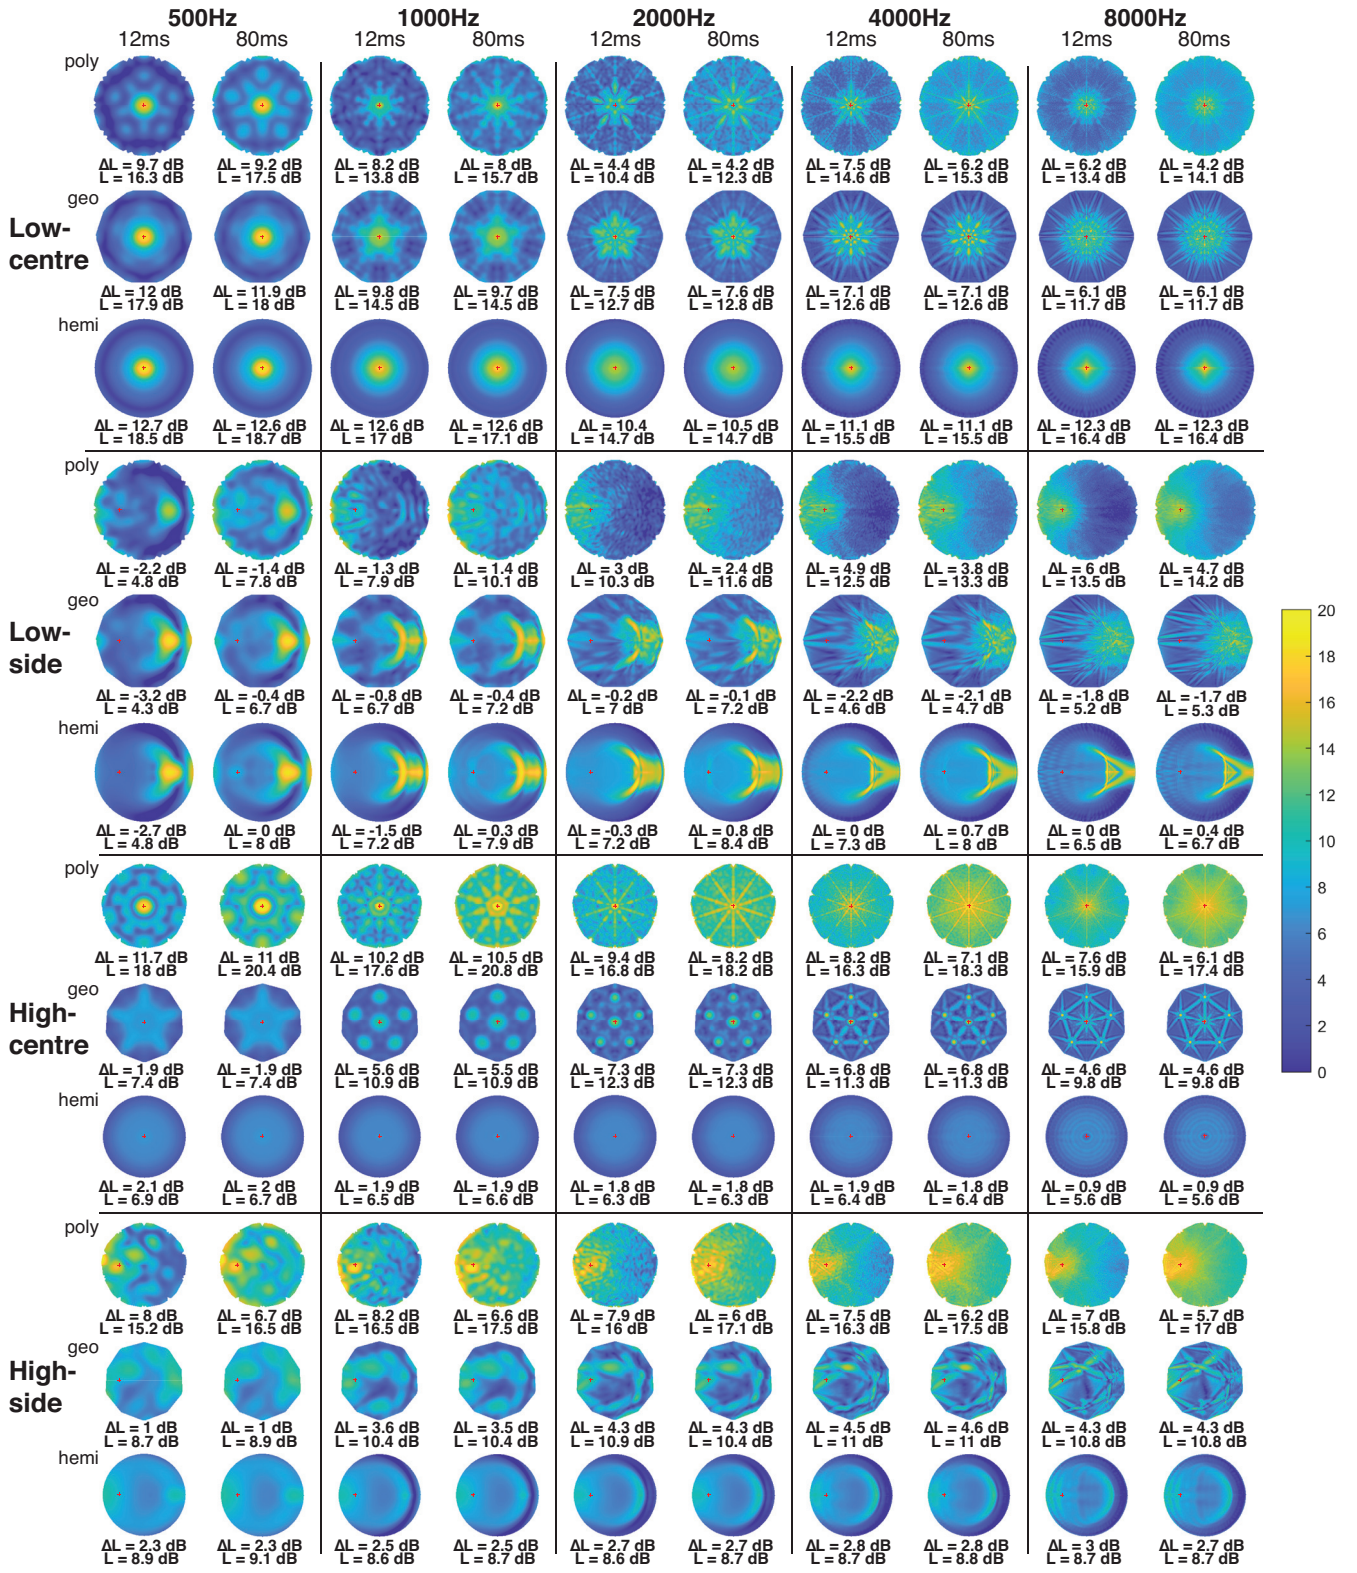 500Hz 1000Hz 2000Hz 4000Hz 8000Hz
12ms 80ms 12ms 80ms 12ms 80ms 12ms 80ms 12ms 80ms
poly
ΔL = 9.7 dB ΔL = 9.2 dB ΔL = 8.2 dB ΔL = 8 dB ΔL = 4.4 dB ΔL = 4.2 dB ΔL = 7.5 dB ΔL = 6.2 dB ΔL = 6.2 dB ΔL = 4.2 dB
L = 16.3 dB L = 17.5 dB L = 13.8 dB L = 15.7 dB L = 10.4 dB L = 12.3 dB L = 14.6 dB L = 15.3 dB L = 13.4 dB L = 14.1 dB
geo
Low-
centre
ΔL = 12 dB ΔL = 11.9 dB ΔL = 9.8 dB ΔL = 9.7 dB ΔL = 7.5 dB ΔL = 7.6 dB ΔL = 7.1 dB ΔL = 7.1 dB ΔL = 6.1 dB ΔL = 6.1 dB
L = 17.9 dB L = 18 dB L = 14.5 dB L = 14.5 dB L = 12.7 dB L = 12.8 dB L = 12.6 dB L = 12.6 dB L = 11.7 dB L = 11.7 dB
hemi
ΔL = 12.7 dB ΔL = 12.6 dB ΔL = 12.6 dB ΔL = 12.6 dB ΔL = 10.4 ΔL = 10.5 dB ΔL = 11.1 dB ΔL = 11.1 dB ΔL = 12.3 dB ΔL = 12.3 dB
L = 18.5 dB L = 18.7 dB L = 17 dB L = 17.1 dB L = 14.7 dB L = 14.7 dB L = 15.5 dB L = 15.5 dB L = 16.4 dB L = 16.4 dB
poly
ΔL = -2.2 dB ΔL = -1.4 dB ΔL = 1.3 dB ΔL = 1.4 dB ΔL = 3 dB ΔL = 2.4 dB ΔL = 4.9 dB ΔL = 3.8 dB ΔL = 6 dB ΔL = 4.7 dB
L = 4.8 dB L = 7.8 dB L = 7.9 dB L = 10.1 dB L = 10.3 dB L = 11.6 dB L = 12.5 dB L = 13.3 dB L = 13.5 dB L = 14.2 dB
geo
Low-
side
ΔL = -3.2 dB ΔL = -0.4 dB ΔL = -0.8 dB ΔL = -0.4 dB ΔL = -0.2 dB ΔL = -0.1 dB ΔL = -2.2 dB ΔL = -2.1 dB ΔL = -1.8 dB ΔL = -1.7 dB
L = 4.3 dB L = 6.7 dB L = 6.7 dB L = 7.2 dB L = 7 dB L = 7.2 dB L = 4.6 dB L = 4.7 dB L = 5.2 dB L = 5.3 dB
hemi
ΔL = -2.7 dB ΔL = 0 dB ΔL = -1.5 dB ΔL = 0.3 dB ΔL = -0.3 dB ΔL = 0.8 dB ΔL = 0 dB ΔL = 0.7 dB ΔL = 0 dB ΔL = 0.4 dB
L = 4.8 dB L = 8 dB L = 7.2 dB L = 7.9 dB L = 7.2 dB L = 8.4 dB L = 7.3 dB L = 8 dB L = 6.5 dB L = 6.7 dB
poly
ΔL = 11.7 dB ΔL = 11 dB ΔL = 10.2 dB ΔL = 10.5 dB ΔL = 9.4 dB ΔL = 8.2 dB ΔL = 8.2 dB ΔL = 7.1 dB ΔL = 7.6 dB ΔL = 6.1 dB
L = 18 dB L = 20.4 dB L = 17.6 dB L = 20.8 dB L = 16.8 dB L = 18.2 dB L = 16.3 dB L = 18.3 dB L = 15.9 dB L = 17.4 dB
geo
High-
centre
ΔL = 1.9 dB ΔL = 1.9 dB ΔL = 5.6 dB ΔL = 5.5 dB ΔL = 7.3 dB ΔL = 7.3 dB ΔL = 6.8 dB ΔL = 6.8 dB ΔL = 4.6 dB ΔL = 4.6 dB
L = 7.4 dB L = 7.4 dB L = 10.9 dB L = 10.9 dB L = 12.3 dB L = 12.3 dB L = 11.3 dB L = 11.3 dB L = 9.8 dB L = 9.8 dB
hemi
ΔL = 2.1 dB ΔL = 2 dB ΔL = 1.9 dB ΔL = 1.9 dB ΔL = 1.8 dB ΔL = 1.8 dB ΔL = 1.9 dB ΔL = 1.8 dB ΔL = 0.9 dB ΔL = 0.9 dB
L = 6.9 dB L = 6.7 dB L = 6.5 dB L = 6.6 dB L = 6.3 dB L = 6.3 dB L = 6.4 dB L = 6.4 dB L = 5.6 dB L = 5.6 dB
poly
ΔL = 8 dB ΔL = 6.7 dB ΔL = 8.2 dB ΔL = 6.6 dB ΔL = 7.9 dB ΔL = 6 dB ΔL = 7.5 dB ΔL = 6.2 dB ΔL = 7 dB ΔL = 5.7 dB
L = 15.2 dB L = 16.5 dB L = 16.5 dB L = 17.5 dB L = 16 dB L = 17.1 dB L = 16.3 dB L = 17.5 dB L = 15.8 dB L = 17 dB
geo
High-
side
ΔL = 1 dB ΔL = 1 dB ΔL = 3.6 dB ΔL = 3.5 dB ΔL = 4.3 dB ΔL = 4.3 dB ΔL = 4.5 dB ΔL = 4.6 dB ΔL = 4.3 dB ΔL = 4.3 dB
L = 8.7 dB L = 8.9 dB L = 10.4 dB L = 10.4 dB L = 10.9 dB L = 10.4 dB L = 11 dB L = 11 dB L = 10.8 dB L = 10.8 dB
hemi
ΔL = 2.3 dB ΔL = 2.3 dB ΔL = 2.5 dB ΔL = 2.5 dB ΔL = 2.7 dB ΔL = 2.7 dB ΔL = 2.8 dB ΔL = 2.8 dB ΔL = 3 dB ΔL = 2.7 dB
L = 8.9 dB L = 9.1 dB L = 8.6 dB L = 8.7 dB L = 8.6 dB L = 8.7 dB L = 8.7 dB L = 8.8 dB L = 8.7 dB L = 8.7 dB
20
18
16
14
12
10
8
6
4
2
0